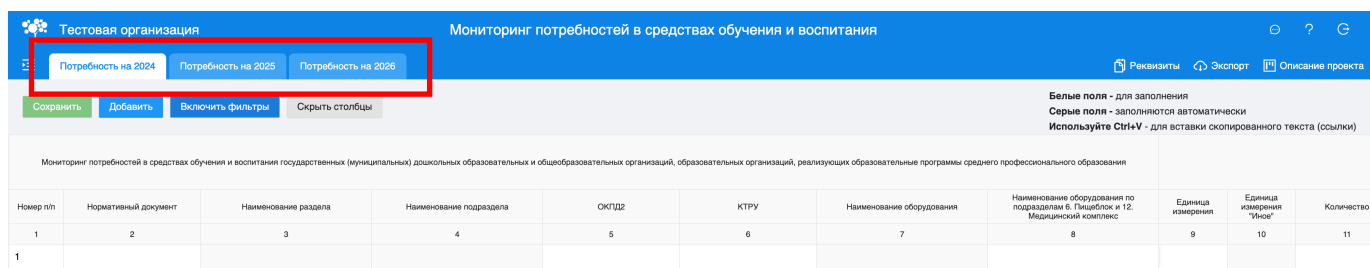 Тестовая организация
Мониторинг потребностей в средствах обучения и воспитания
?
Потребность на 2024
Потребность на 2025
Потребность на 2026
Реквизиты
Экспорт
Описание проекта
Сохранить
Добавить
Включить фильтры
Скрыть столбцы
Белые поля - для заполнения
Серые поля - заполняются автоматически
Используйте Ctrl+V - для вставки скопированного текста (ссылки)
Мониторинг потребностей в средствах обучения и воспитания государственных (муниципальных) дошкольных образовательных и общеобразовательных организаций, образовательных организаций, реализующих образовательные программы среднего профессионального образования
Номер п/п
Нормативный документ
Наименование раздела
Наименование подраздела
ОКПД2
КТРУ
Наименование оборудования
Наименование оборудования по
подразделам 6. Пищеблок и 12.
Медицинский комплекс
Единица
измерения
Единица
измерения
"Иное"
Количество
1
2
3
4
5
6
7
8
9
10
11
1